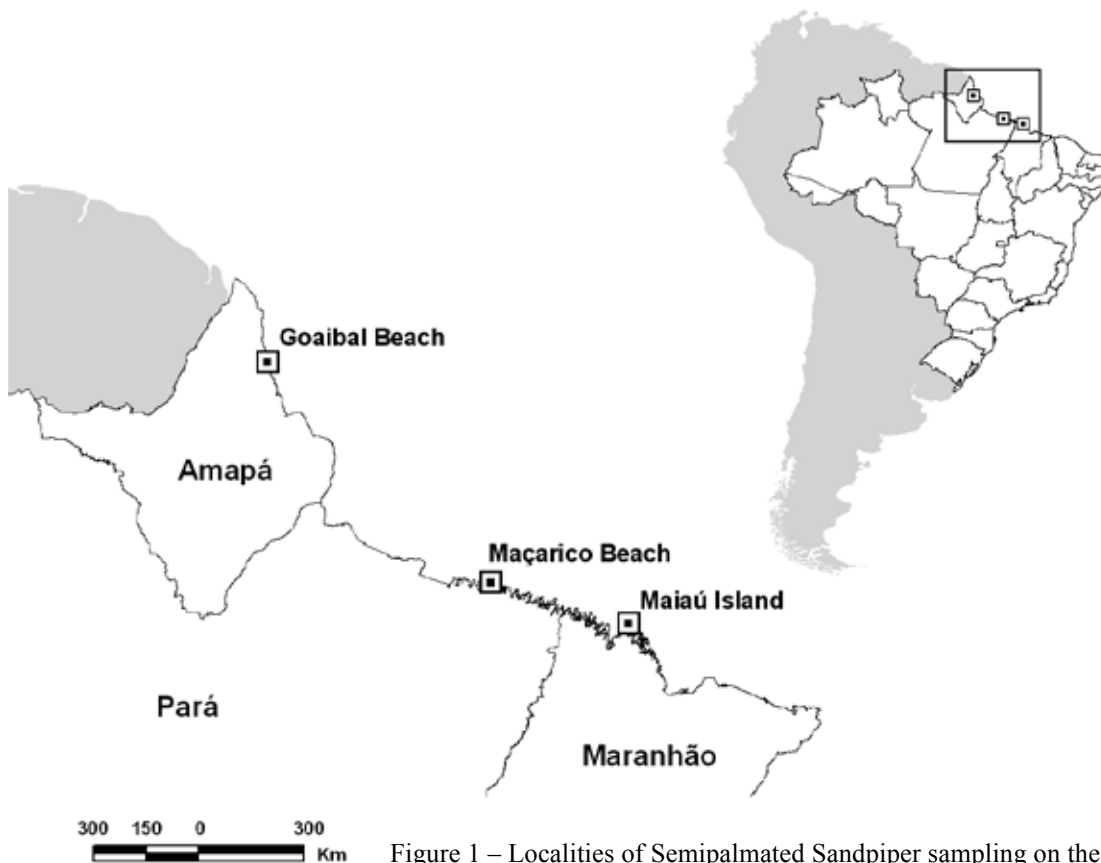 Goaibal Beach
Amapá
Maçarico Beach
Maiaú Island
Pará
Maranhão
300 150 0 300
Km
Figure 1 – Localities of Semipalmated Sandpiper sampling on the